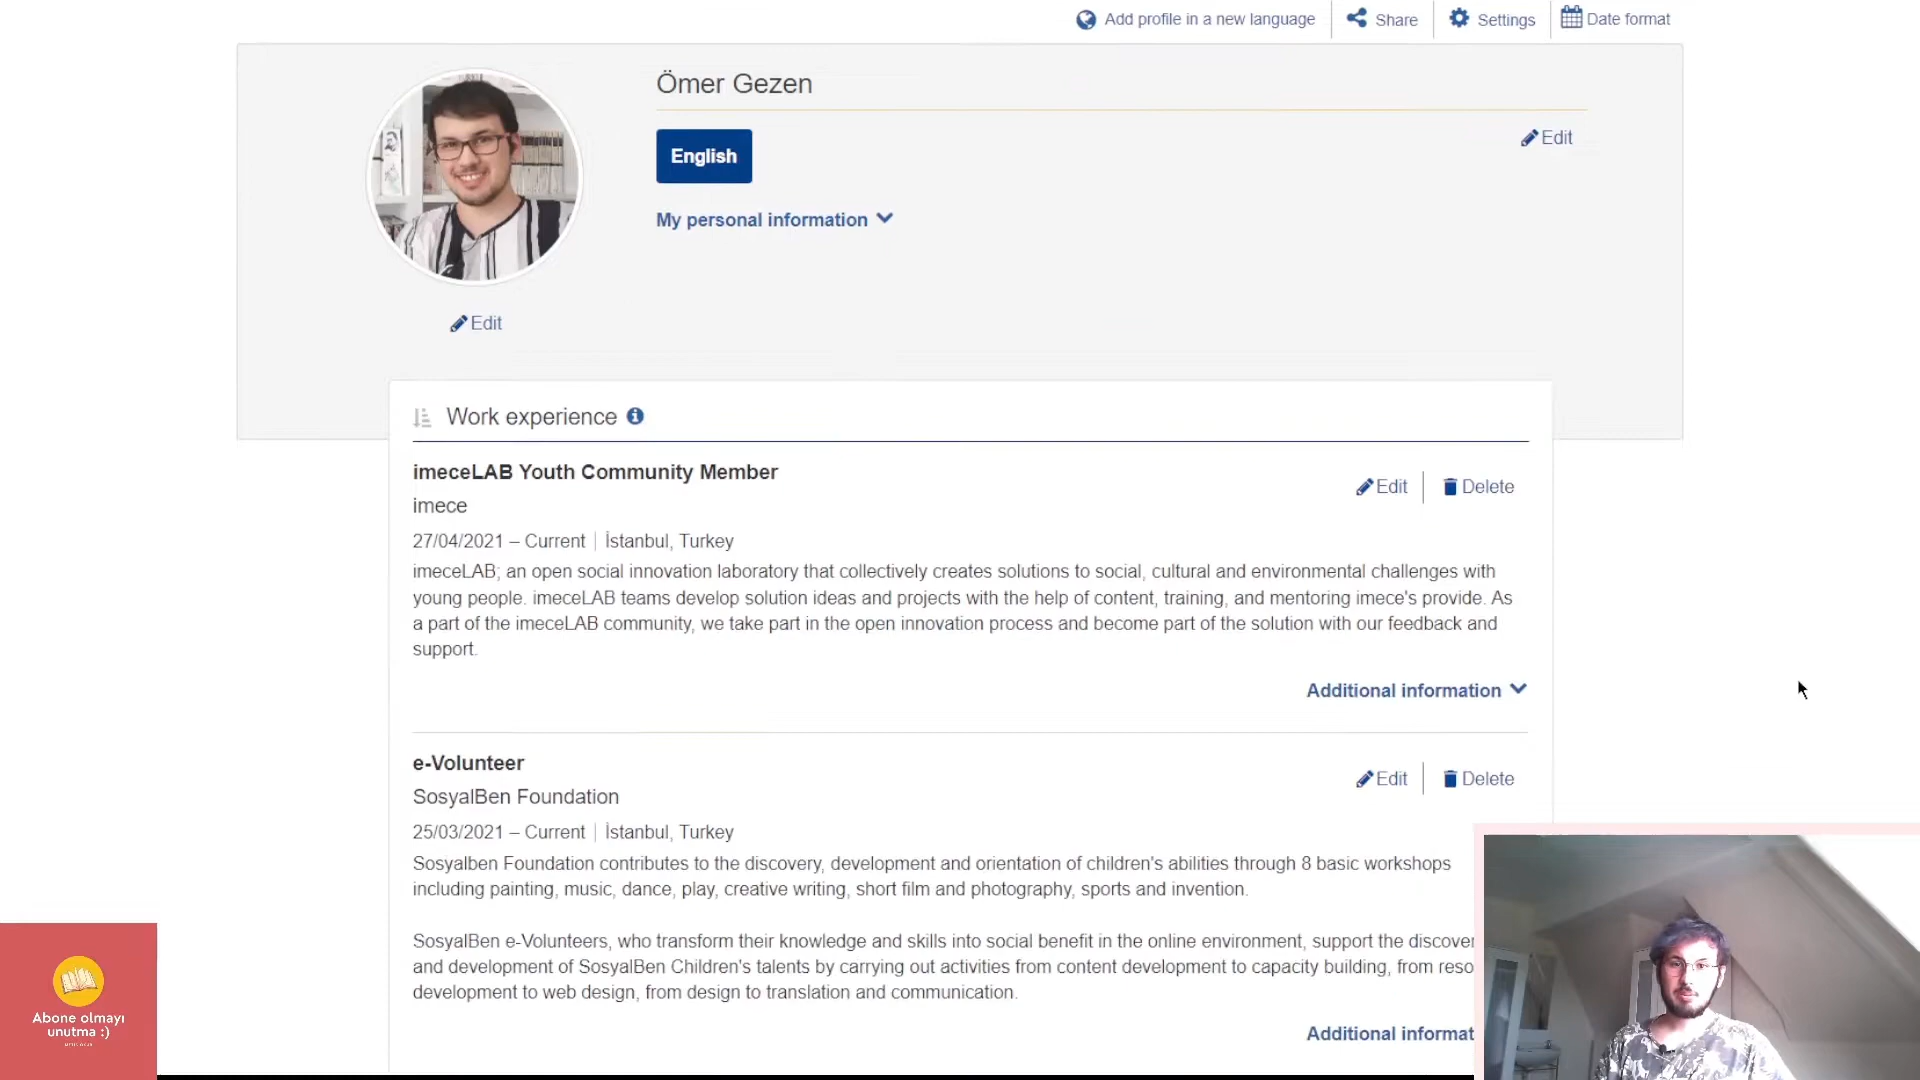 Add profile in a new language
Share
Settings
Date format
Ömer Gezen
English
Edit
My personal information
Edit
Work experience
imeceLAB Youth Community Member
Edit
Delete
imece
27/04/2021 – Current
İstanbul, Turkey
imeceLAB; an open social innovation laboratory that collectively creates solutions to social, cultural and environmental challenges with
young people. imeceLAB teams develop solution ideas and projects with the help of content, training, and mentoring imece's provide. As
a part of the imeceLAB community, we take part in the open innovation process and become part of the solution with our feedback and
support.
Additional information
e-Volunteer
Edit
Delete
SosyalBen Foundation
25/03/2021 – Current
İstanbul, Turkey
Sosyalben Foundation contributes to the discovery, development and orientation of children's abilities through 8 basic workshops
including painting, music, dance, play, creative writing, short film and photography, sports and invention.
SosyalBen e-Volunteers, who transform their knowledge and skills into social benefit in the online environment, support the discover
and development of SosyalBen Children's talents by carrying out activities from content development to capacity building, from reso
development to web design, from design to translation and communication.
Additional informat
Abone olmayı
unutma :)